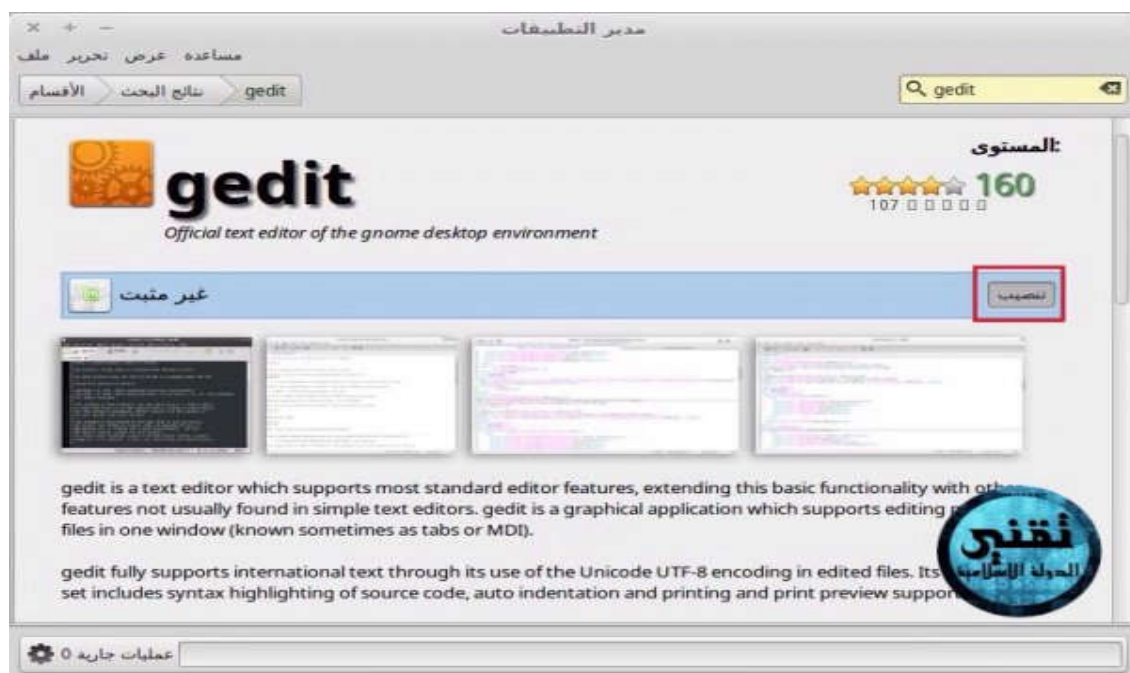 مدير التطبيقات
ملف تحرير عرض مساعدة
الأقسام نتائج البحث gedit
gedit
المستوى:
gedit
160
107
Official text editor of the gnome desktop environment
غير مثبت
تنصيب
gedit is a text editor which supports most standard editor features, extending this basic functionality with
features not usually found in simple text editors. gedit is a graphical application which supports editing
files in one window (known sometimes as tabs or MDI).
gedit fully supports international text through its use of the Unicode UTF-8 encoding in edited files. Its
set includes syntax highlighting of source code, auto indentation and printing and print preview
تقني
الدولة الإسلامية
عمليات جارية 0